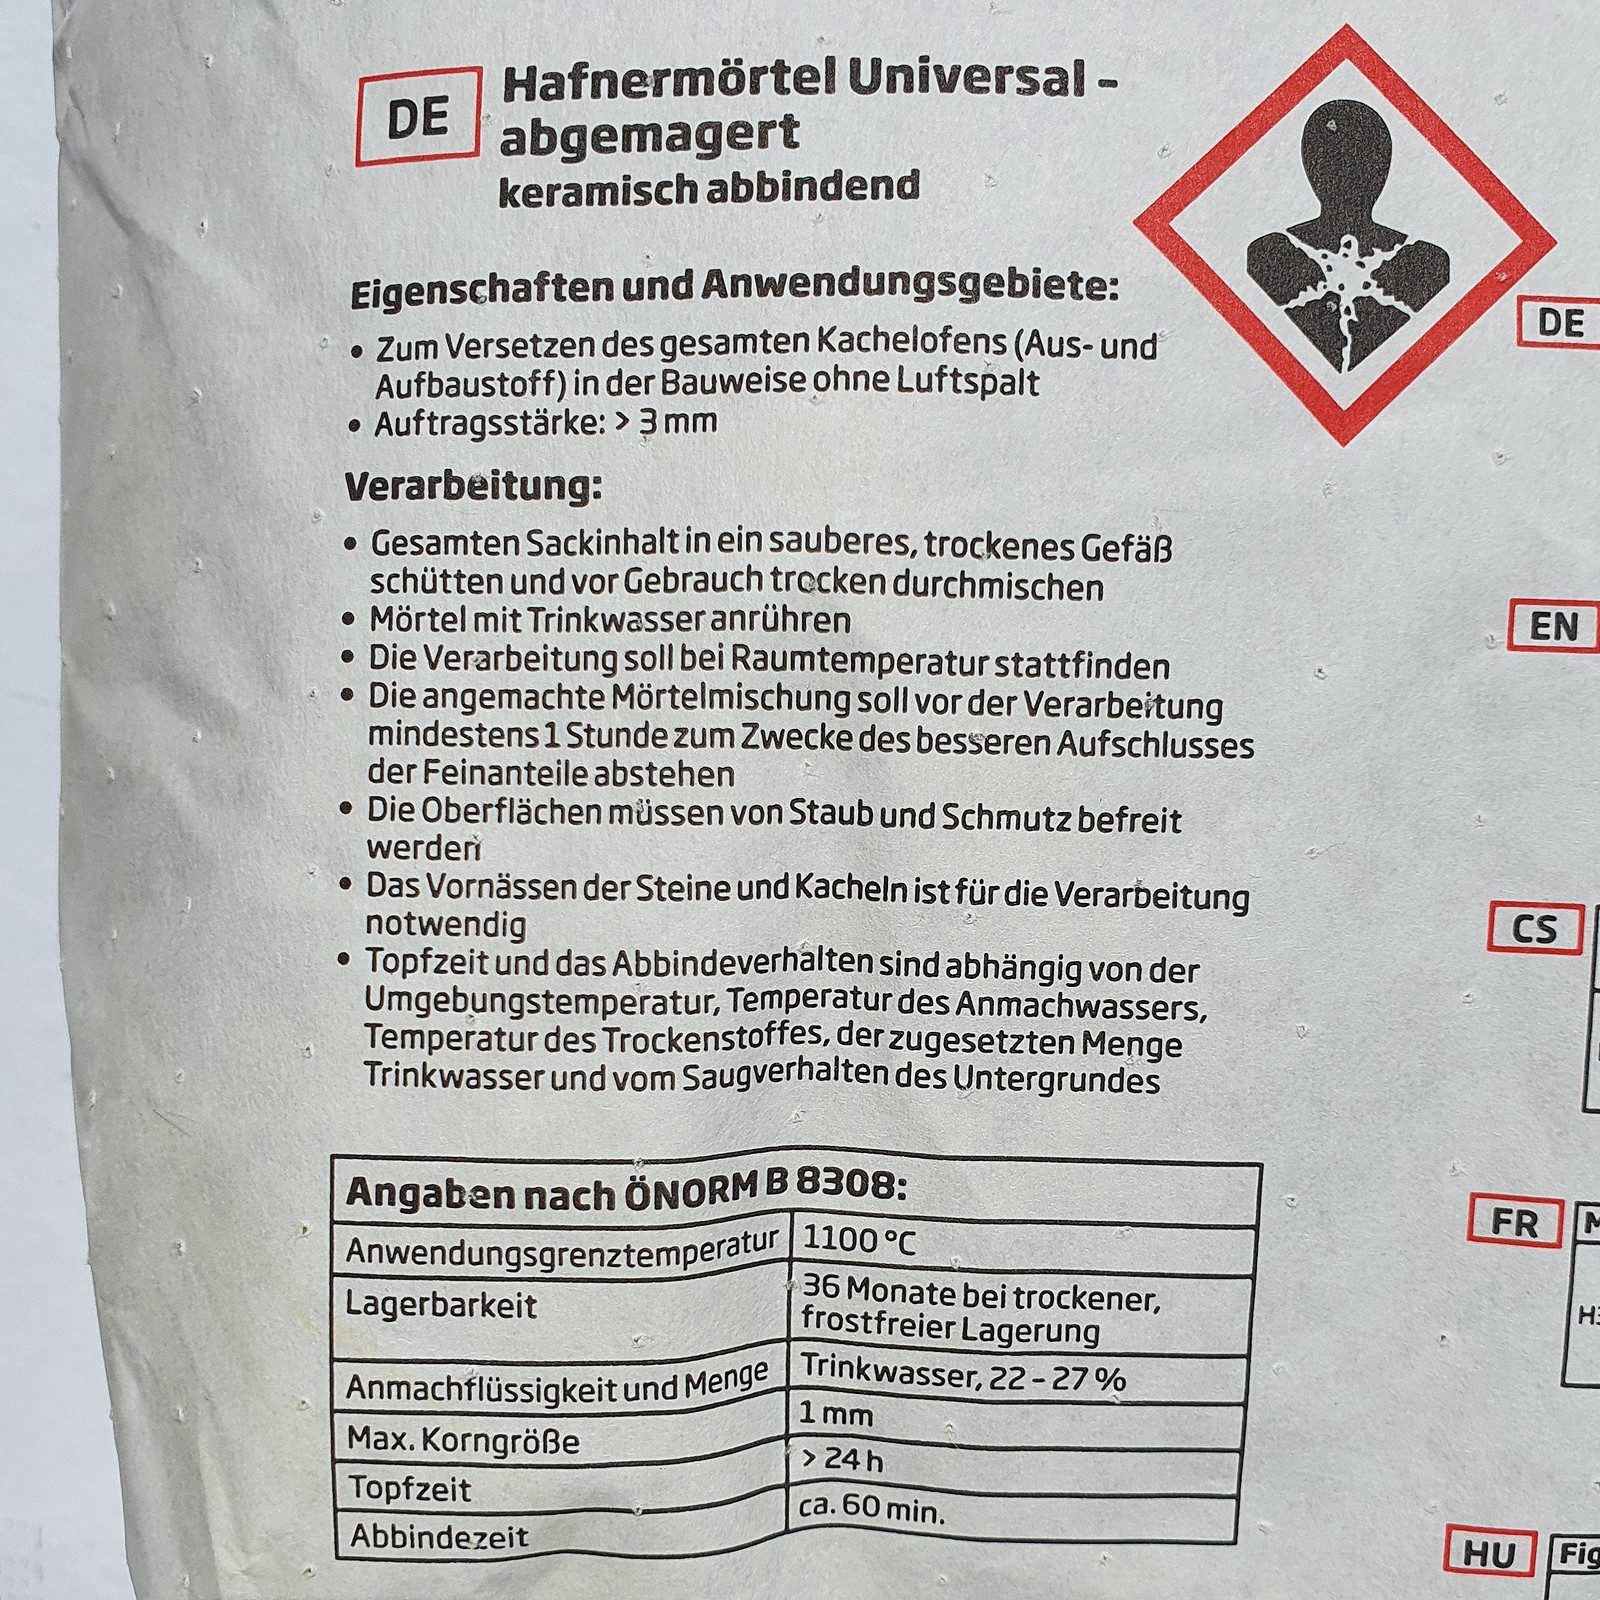 DE
Hafnermörtel Universal -
abgemagert
keramisch abbindend
Eigenschaften und Anwendungsgebiete:
• Zum Versetzen des gesamten Kachelofens (Aus- und
Aufbaustoff) in der Bauweise ohne Luftspalt
• Auftragsstärke: > 3 mm
Verarbeitung:
• Gesamten Sackinhalt in ein sauberes, trockenes Gefäß
schütten und vor Gebrauch trocken durchmischen
• Mörtel mit Trinkwasser anrühren
• Die Verarbeitung soll bei Raumtemperatur stattfinden
• Die angemachte Mörtelmischung soll vor der Verarbeitung
mindestens 1 Stunde zum Zwecke des besseren Aufschlusses
der Feinanteile abstehen
• Die Oberflächen müssen von Staub und Schmutz befreit
werden
• Das Vornässen der Steine und Kacheln ist für die Verarbeitung
notwendig
• Topfzeit und das Abbindeverhalten sind abhängig von der
Umgebungstemperatur, Temperatur des Anmachwassers,
Temperatur des Trockenstoffes, der zugesetzten Menge
Trinkwasser und vom Saugverhalten des Untergrundes
Angaben nach ÖNORM B 8308:
Anwendungsgrenztemperatur 1100 °C
Lagerbarkeit 36 Monate bei trockener,
frostfreier Lagerung
Anmachflüssigkeit und Menge Trinkwasser, 22 - 27 %
Max. Korngröße 1 mm
Topfzeit > 24 h
Abbindezeit ca. 60 min.
DE
EN
CS
FR
HU